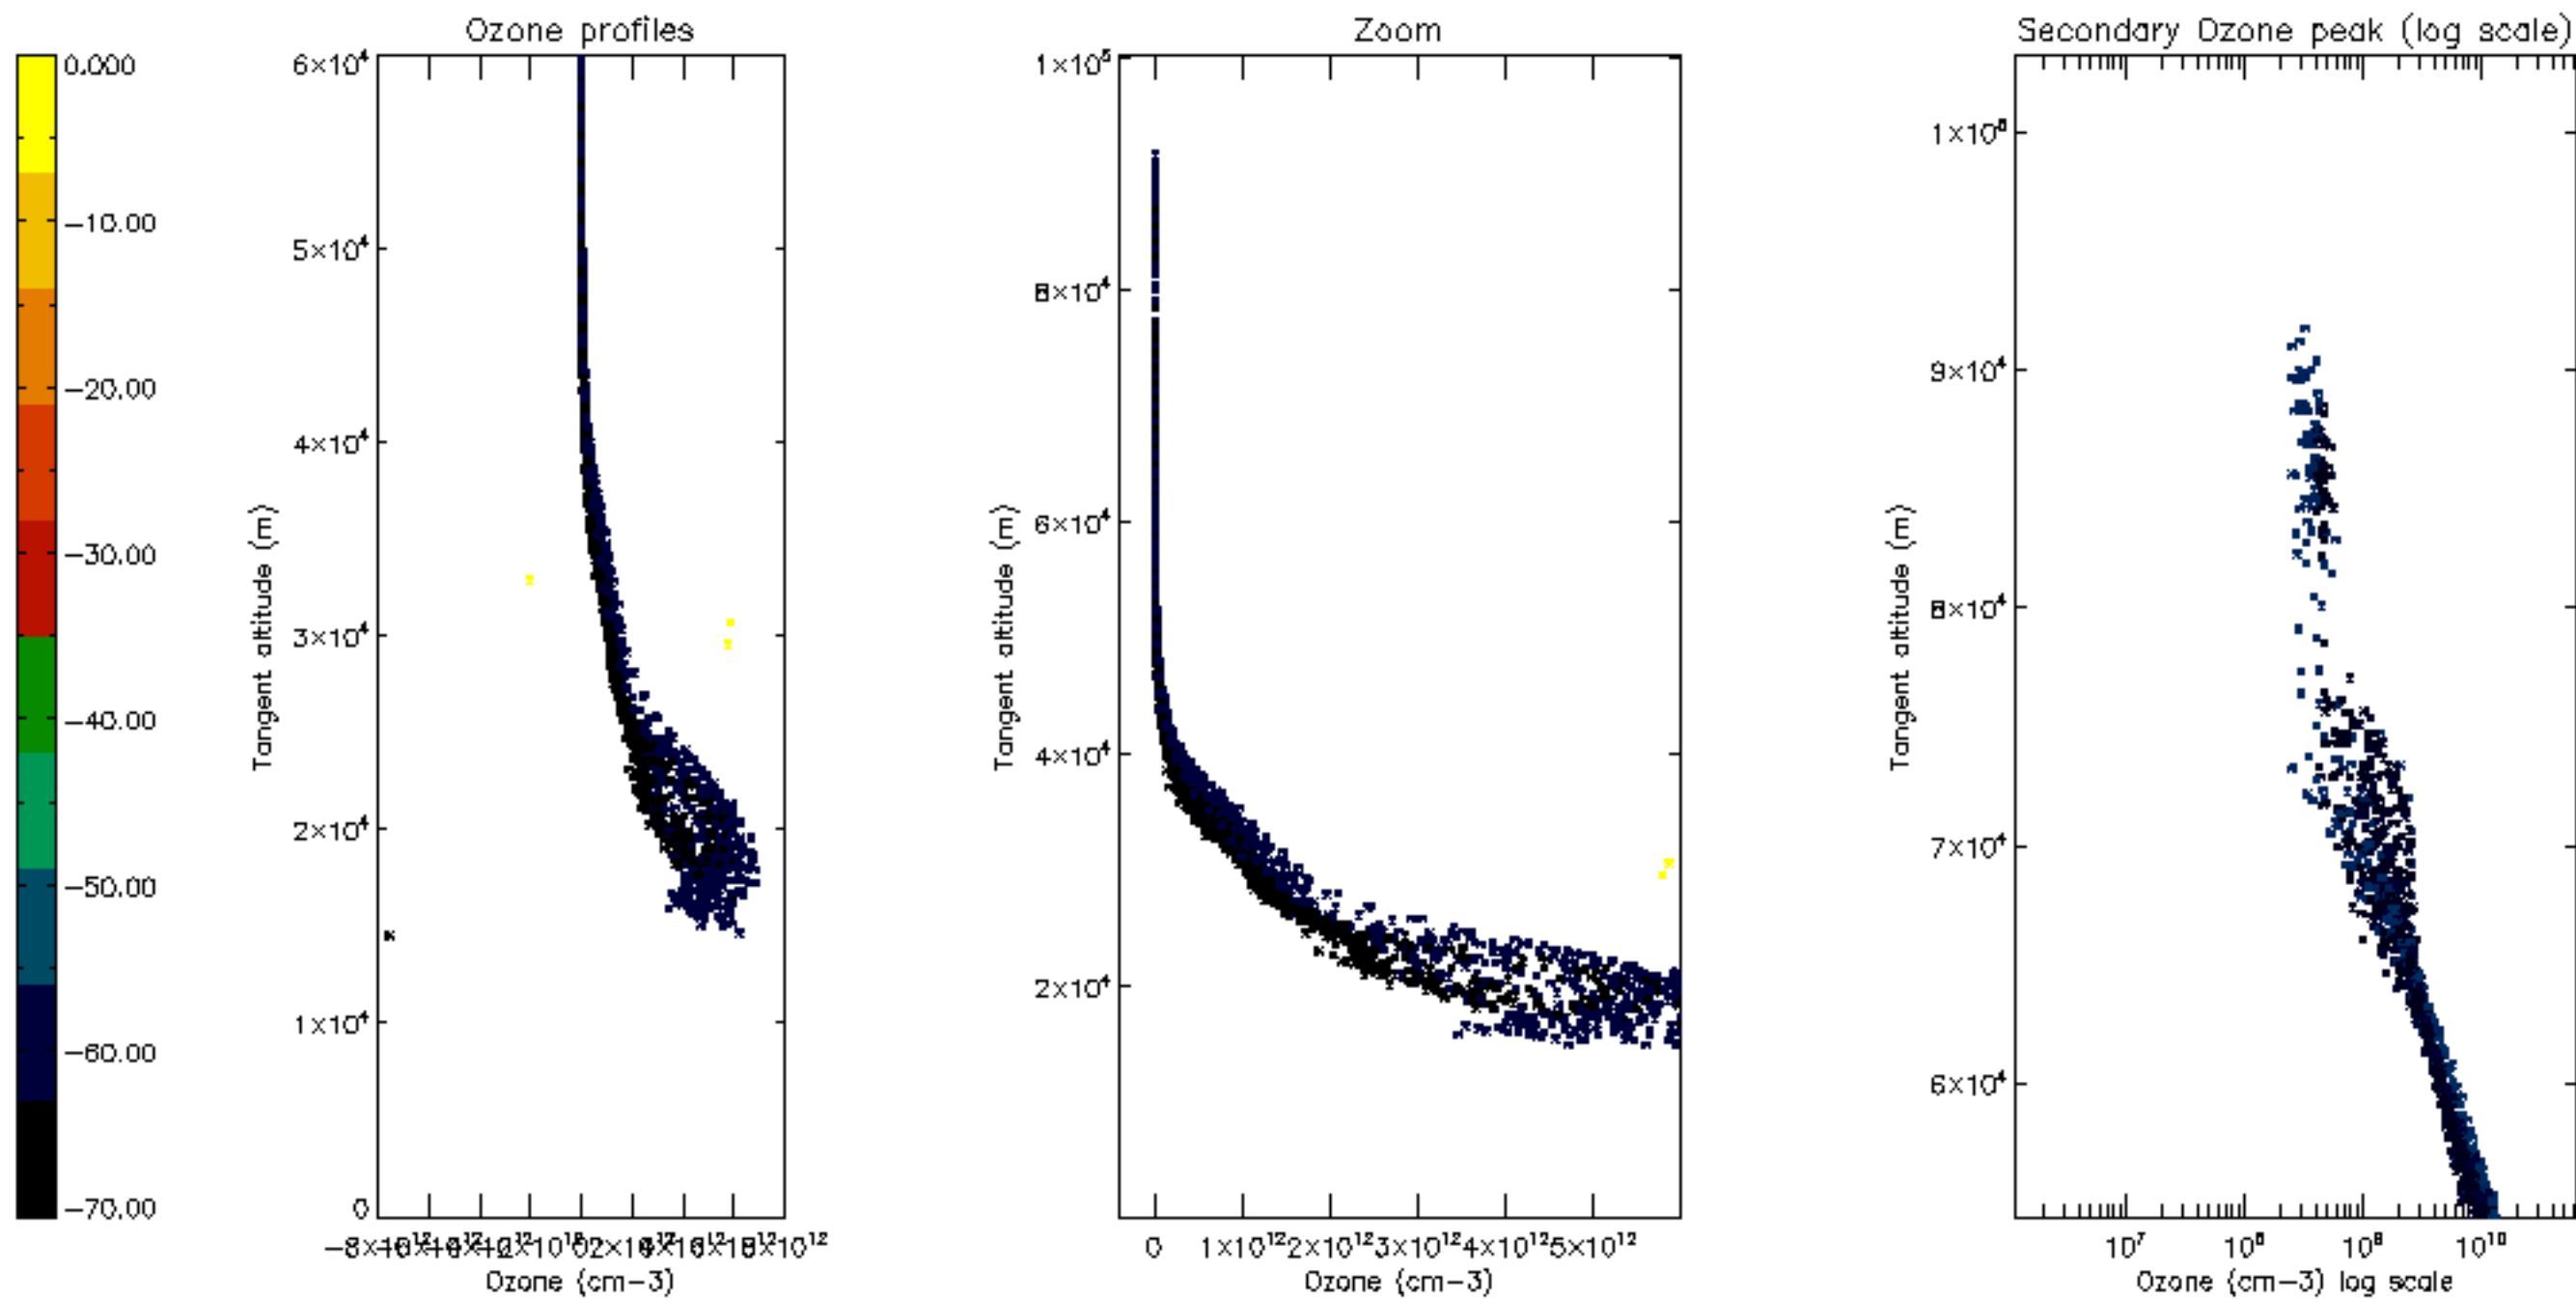 Ozone profiles
Zoom
Secondary Ozone peak (log scale)
0.000
-10.00
-20.00
-30.00
-40.00
-50.00
-60.00
-70.00
6×10⁴
5×10⁴
4×10⁴
3×10⁴
2×10⁴
1×10⁴
0
Tangent altitude (m)
Ozone (cm-3)
1×10⁵
8×10⁴
6×10⁴
4×10⁴
2×10⁴
Tangent altitude (m)
0 1×10¹² 2×10¹² 3×10¹² 4×10¹² 5×10¹²
Ozone (cm-3)
9×10⁴
8×10⁴
7×10⁴
6×10⁴
Tangent altitude (m)
10⁷ 10⁸ 10⁹ 10¹⁰
Ozone (cm-3) log scale